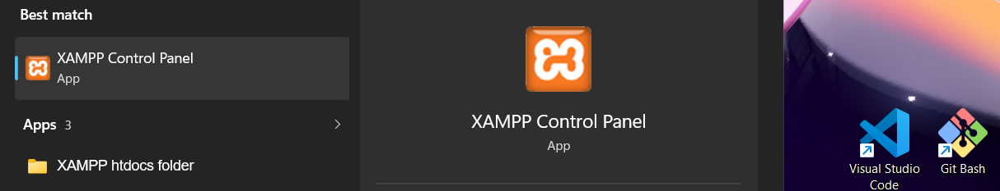 Best match
XAMPP Control Panel
App
Apps 3
XAMPP htdocs folder
XAMPP Control Panel
App
Visual Studio
Code
Git Bash